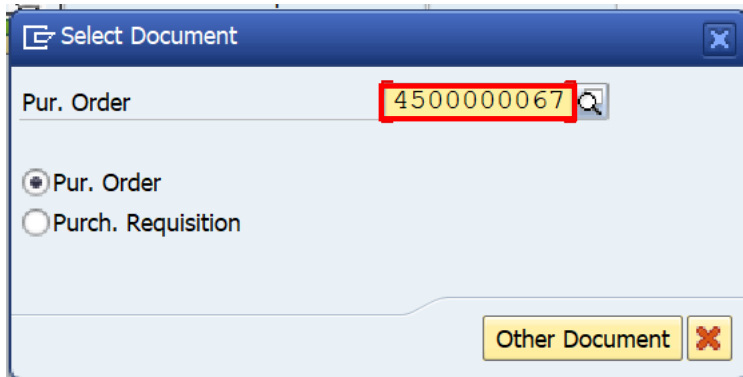 Select Document
Pur. Order 4500000067
Pur. Order
Purch. Requisition
Other Document